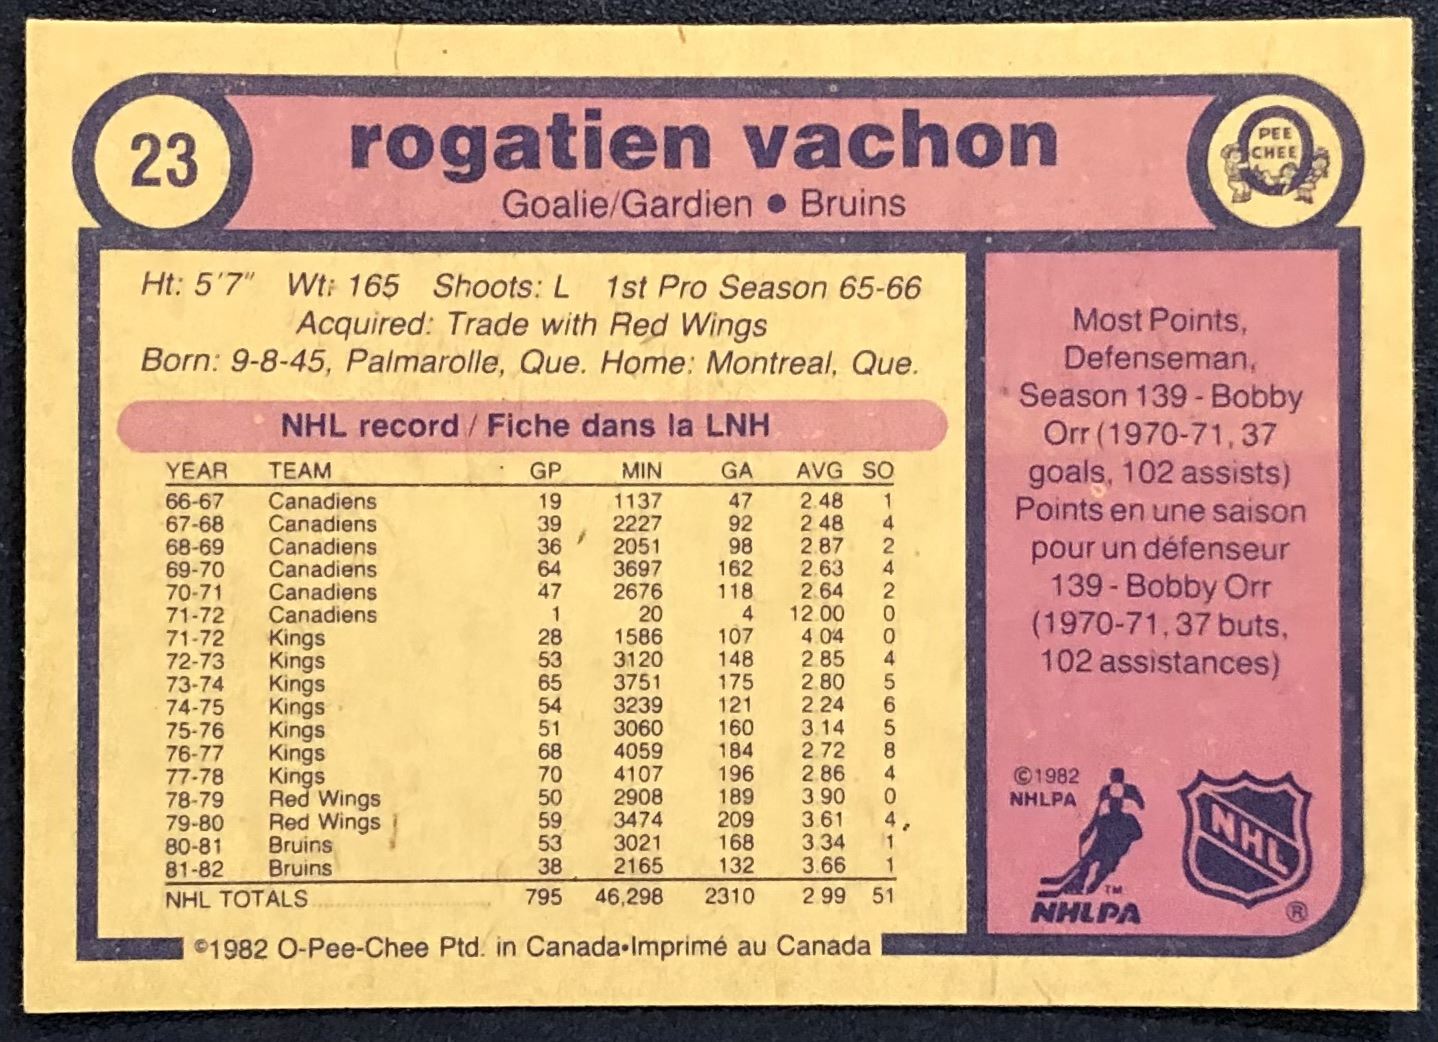 23
rogatien vachon
Goalie/Gardien • Bruins
PEE
CHEE
Ht: 5'7" Wt: 165 Shoots: L 1st Pro Season 65-66
Acquired: Trade with Red Wings
Born: 9-8-45, Palmarolle, Que. Home: Montreal, Que.
NHL record / Fiche dans la LNH
YEAR TEAM GP MIN GA AVG SO
66-67 Canadiens 19 1137 47 2.48 1
67-68 Canadiens 39 2227 92 2.48 4
68-69 Canadiens 36 2051 98 2.87 2
69-70 Canadiens 64 3697 162 2.63 4
70-71 Canadiens 47 2676 118 2.64 2
71-72 Canadiens 1 20 4 12.00 0
71-72 Kings 28 1586 107 4.04 0
72-73 Kings 53 3120 148 2.85 4
73-74 Kings 65 3751 175 2.80 5
74-75 Kings 54 3239 121 2.24 6
75-76 Kings 51 3060 160 3.14 5
76-77 Kings 68 4059 184 2.72 8
77-78 Kings 70 4107 196 2.86 4
78-79 Red Wings 50 2908 189 3.90 0
79-80 Red Wings 59 3474 209 3.61 4
80-81 Bruins 53 3021 168 3.34 1
81-82 Bruins 38 2165 132 3.66 1
NHL TOTALS 795 46,298 2310 2.99 51
©1982 O-Pee-Chee Ptd. in Canada•Imprimé au Canada
Most Points,
Defenseman,
Season 139 - Bobby
Orr (1970-71, 37
goals, 102 assists)
Points en une saison
pour un défenseur
139 - Bobby Orr
(1970-71, 37 buts,
102 assistances)
©1982
NHLPA
TM
NHLPA
NHL
®